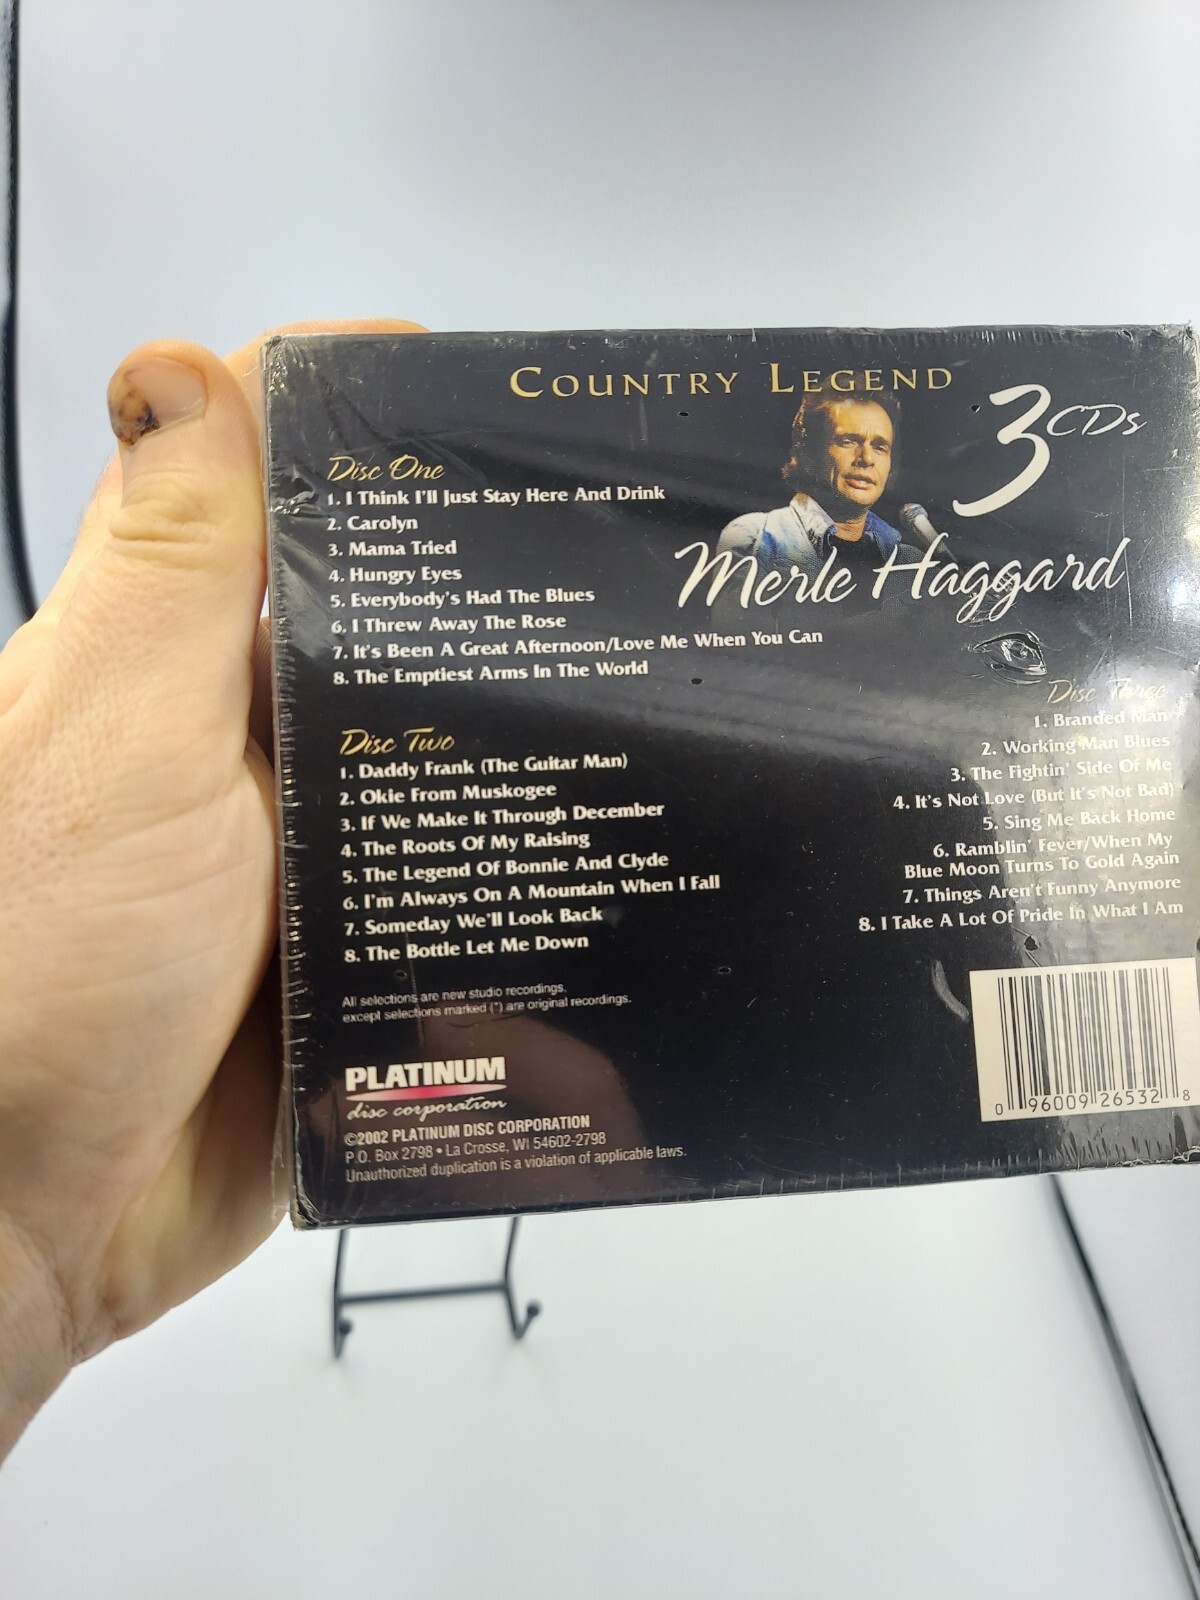 COUNTRY LEGEND
3 CDs
Merle Haggard
Disc One
1. I Think I'll Just Stay Here And Drink
2. Carolyn
3. Mama Tried
4. Hungry Eyes
5. Everybody's Had The Blues
6. I Threw Away The Rose
7. It's Been A Great Afternoon/Love Me When You Can
8. The Emptiest Arms In The World
Disc Two
1. Daddy Frank (The Guitar Man)
2. Okie From Muskogee
3. If We Make It Through December
4. The Roots Of My Raising
5. The Legend Of Bonnie And Clyde
6. I'm Always On A Mountain When I Fall
7. Someday We'll Look Back
8. The Bottle Let Me Down
Disc Three
1. Branded Man
2. Working Man Blues
3. The Fightin' Side Of Me
4. It's Not Love (But It's Not Bad)
5. Sing Me Back Home
6. Ramblin' Fever/When My
Blue Moon Turns To Gold Again
7. Things Aren't Funny Anymore
8. I Take A Lot Of Pride In What I Am
All selections are new studio recordings.
except selections marked (*) are original recordings.
PLATINUM
disc corporation
©2002 PLATINUM DISC CORPORATION
P.O. Box 2798 • La Crosse, WI 54602-2798
Unauthorized duplication is a violation of applicable laws.
0 96009 26532 8